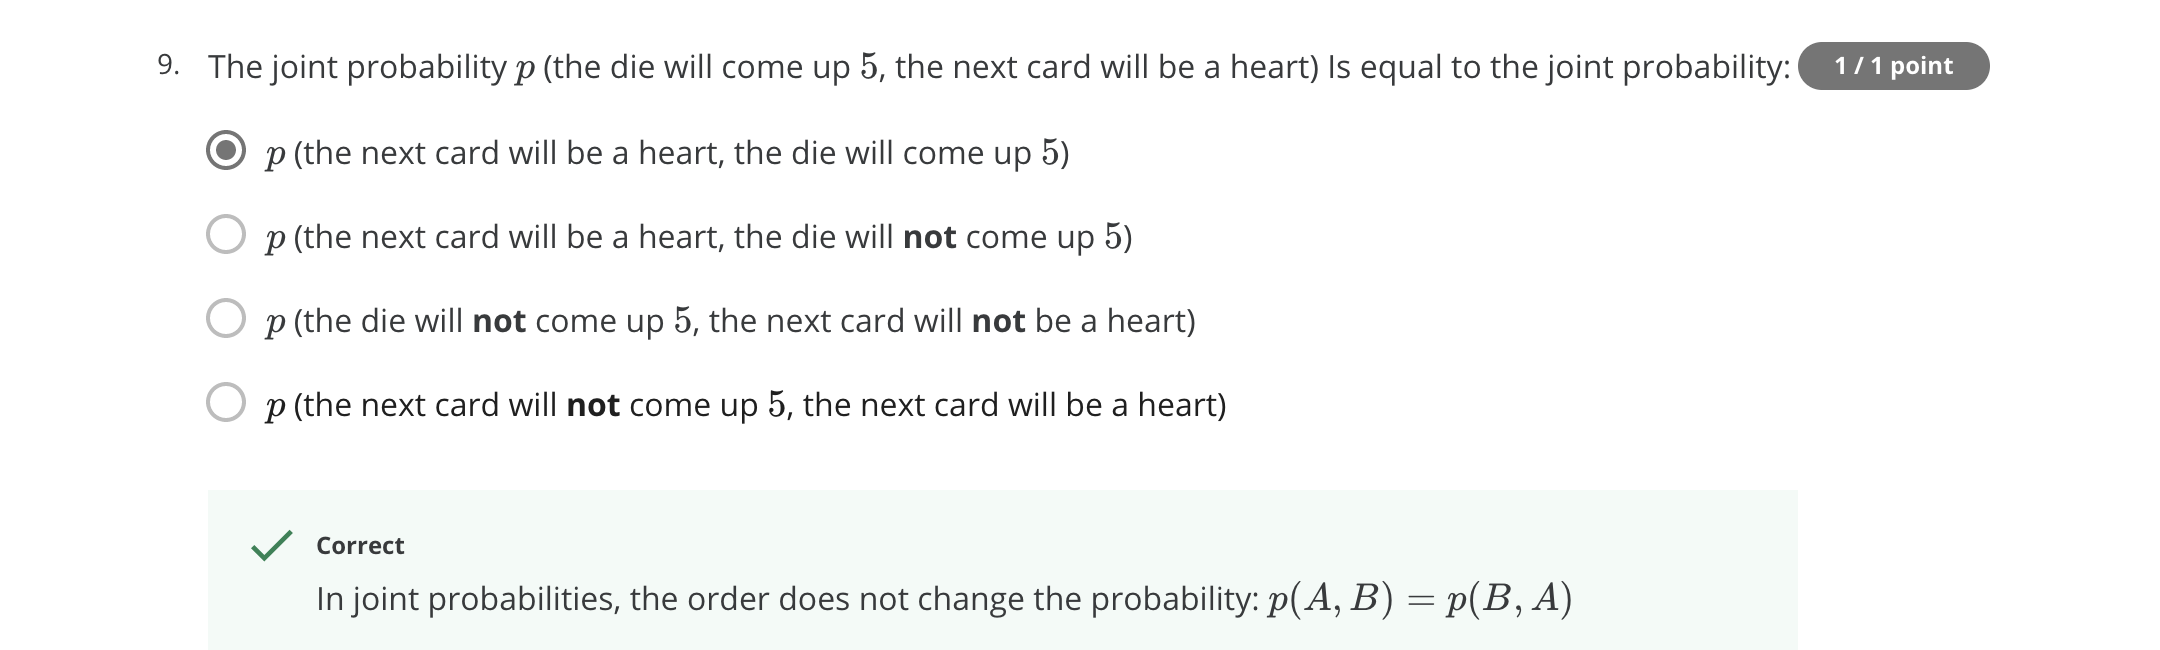 9. The joint probability p (the die will come up 5, the next card will be a heart) Is equal to the joint probability: 1 / 1 point
p (the next card will be a heart, the die will come up 5)
p (the next card will be a heart, the die will not come up 5)
p (the die will not come up 5, the next card will not be a heart)
p (the next card will not come up 5, the next card will be a heart)
Correct
In joint probabilities, the order does not change the probability: p(A, B) = p(B, A)